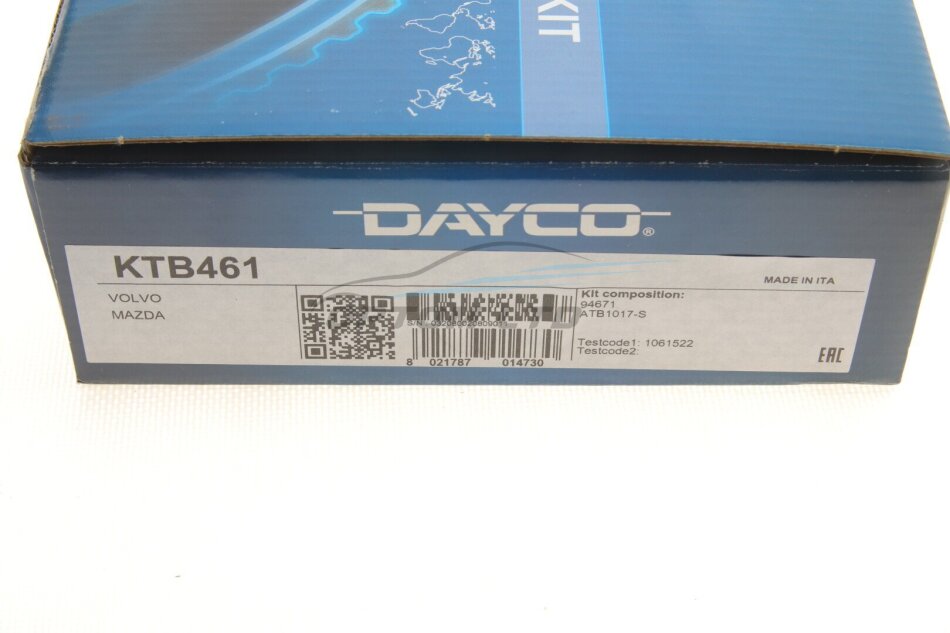 KIT
DAYCO®
KTB461
MADE IN ITA
VOLVO
MAZDA
Kit composition:
94671
ATB1017-S
Testcode1: 1061522
Testcode2:
8 021787 014730
EAC